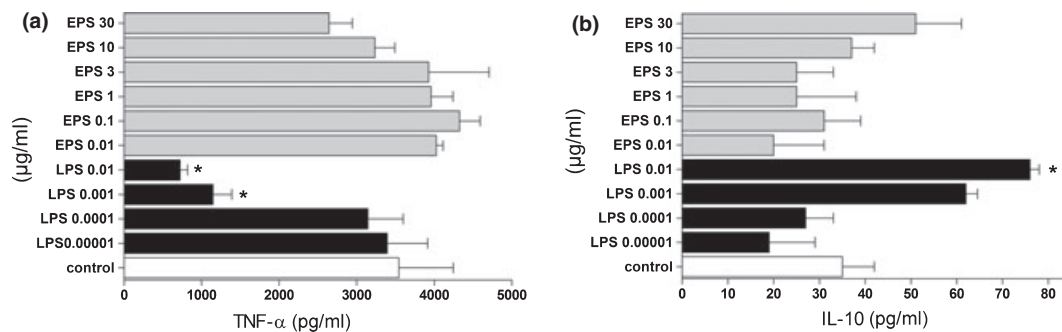 (a)
(µg/ml)
EPS 30
EPS 10
EPS 3
EPS 1
EPS 0.1
EPS 0.01
LPS 0.01
*
LPS 0.001
*
LPS 0.0001
LPS0.00001
control
0 1000 2000 3000 4000 5000
TNF-α (pg/ml)
(b)
(µg/ml)
EPS 30
EPS 10
EPS 3
EPS 1
EPS 0.1
EPS 0.01
LPS 0.01
*
LPS 0.001
LPS 0.0001
LPS 0.00001
control
0 10 20 30 40 50 60 70 80
IL-10 (pg/ml)